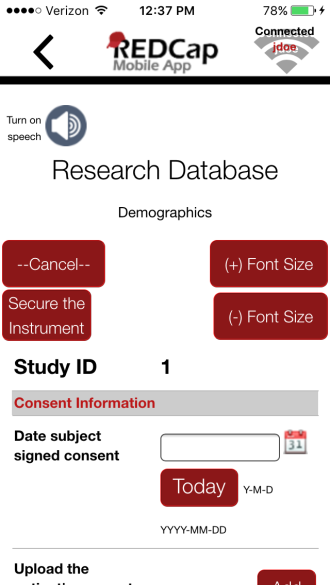 Verizon 12:37 PM 78%
Connected
jdoe
REDCap
Mobile App
Turn on
speech
Research Database
Demographics
--Cancel--
(+) Font Size
Secure the
Instrument
(-) Font Size
Study ID 1
Consent Information
Date subject
signed consent
31
Today Y-M-D
YYYY-MM-DD
Upload the
Add